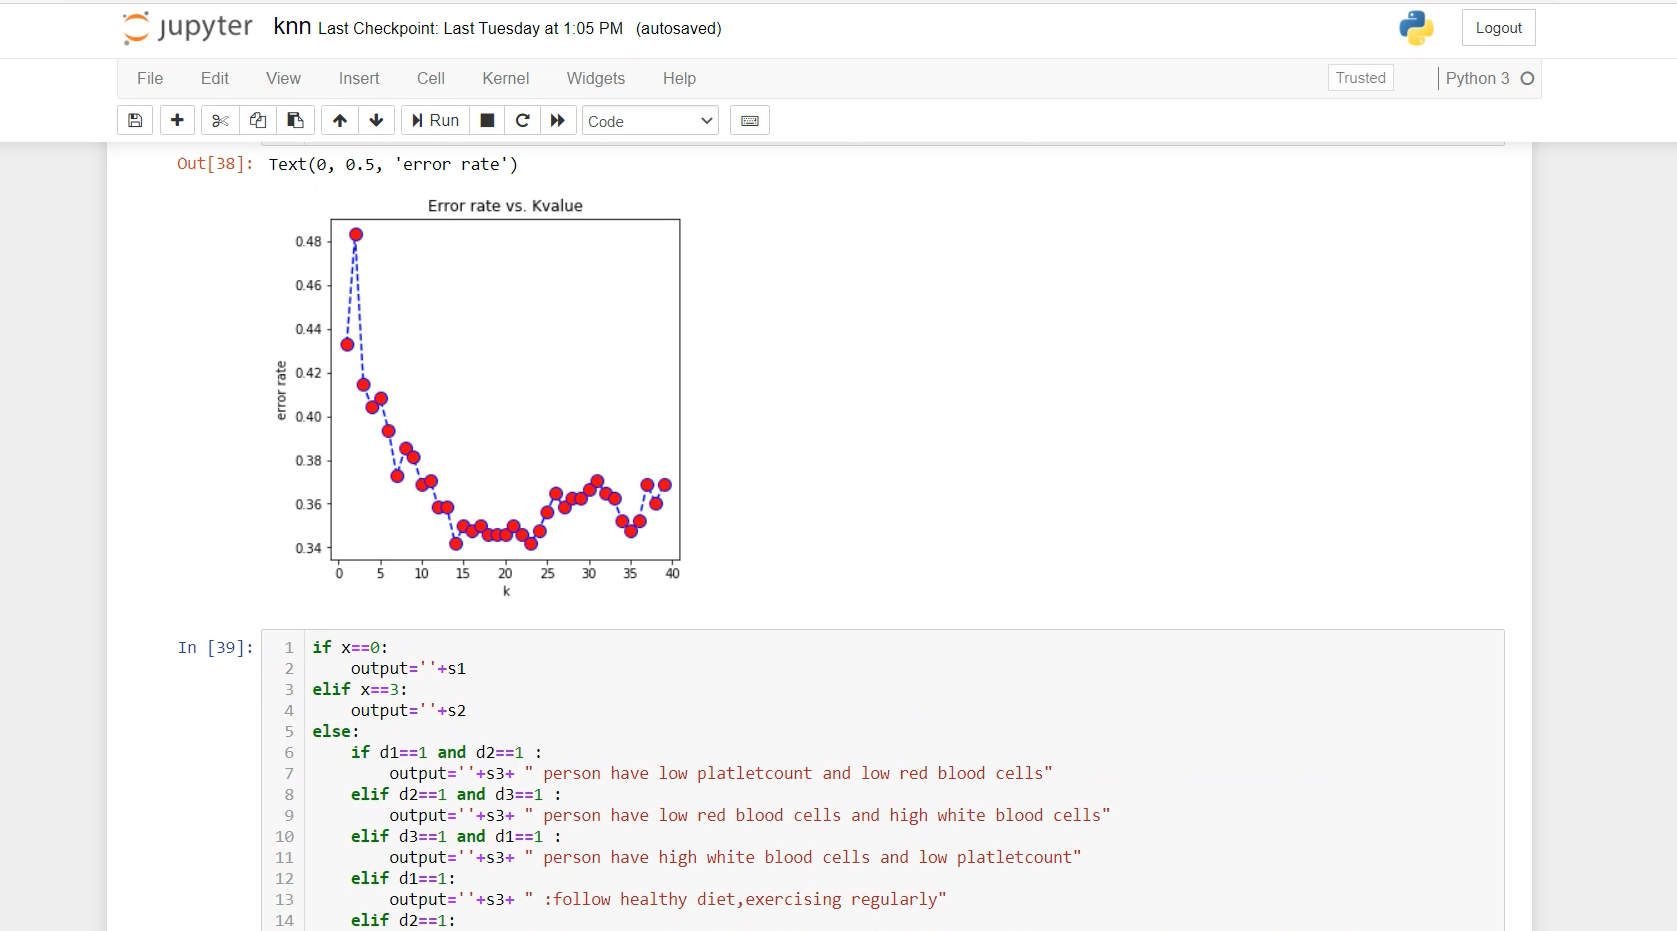 jupyter knn Last Checkpoint: Last Tuesday at 1:05 PM (autosaved)
Logout
File Edit View Insert Cell Kernel Widgets Help
Trusted
Python 3
Run
Code
Out[38]: Text(0, 0.5, 'error rate')
Error rate vs. Kvalue
0.48
0.46
0.44
0.42
0.40
0.38
0.36
0.34
error rate
0 5 10 15 20 25 30 35 40
k
In [39]:
1 if x==0:
2     output=''+s1
3 elif x==3:
4     output=''+s2
5 else:
6     if d1==1 and d2==1 :
7         output=''+s3+ " person have low platletcount and low red blood cells"
8     elif d2==1 and d3==1 :
9         output=''+s3+ " person have low red blood cells and high white blood cells"
10     elif d3==1 and d1==1 :
11         output=''+s3+ " person have high white blood cells and low platletcount"
12     elif d1==1:
13         output=''+s3+ " :follow healthy diet,exercising regularly"
14     elif d2==1: